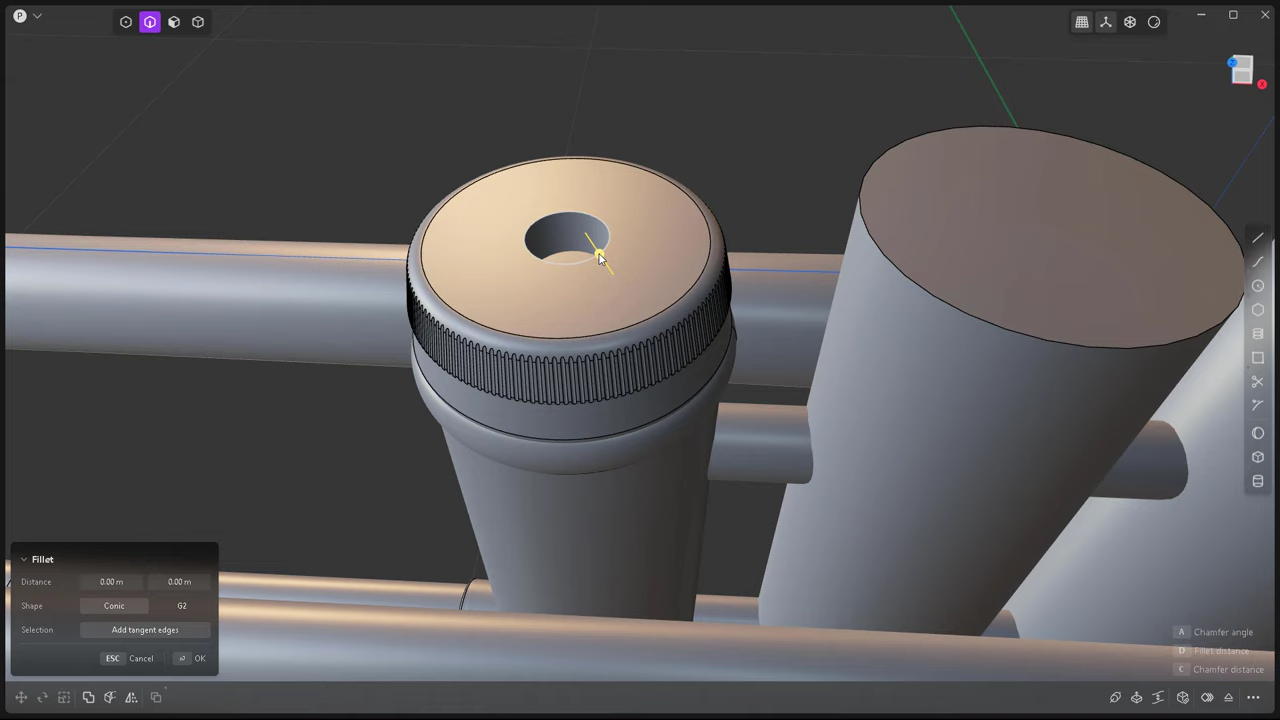 P
X
Fillet
Distance 0.00 m 0.00 m
Shape Conic G2
Selection Add tangent edges
ESC Cancel OK
A Chamfer angle
D Fillet distance
C Chamfer distance